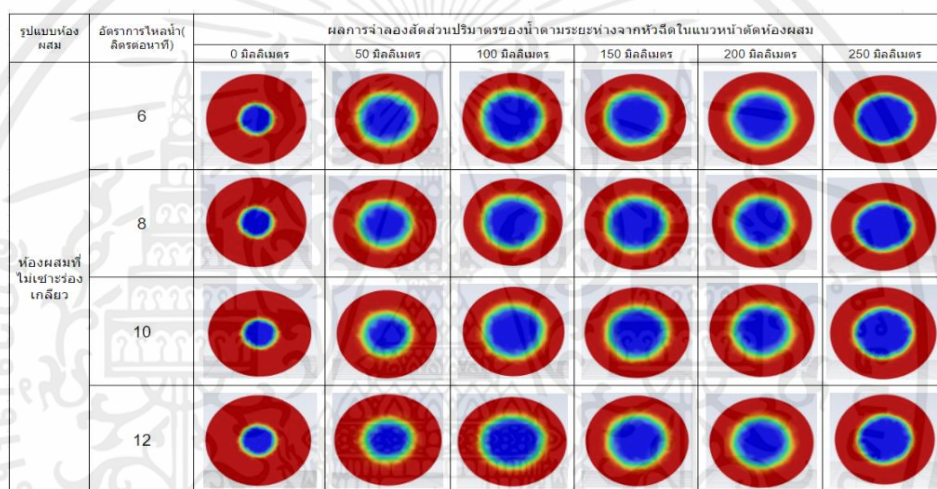 รูปแบบห้อง
ผสม
อัตราการไหลน้ำ(
ลิตรต่อนาที)
ผลการจำลองสัดส่วนปริมาตรของน้ำตามระยะห่างจากหัวฉีดในแนวหน้าตัดห้องผสม
0 มิลลิเมตร 50 มิลลิเมตร 100 มิลลิเมตร 150 มิลลิเมตร 200 มิลลิเมตร 250 มิลลิเมตร
ห้องผสมที่
ไม่เซาะร่อง
เกลียว
6
8
10
12